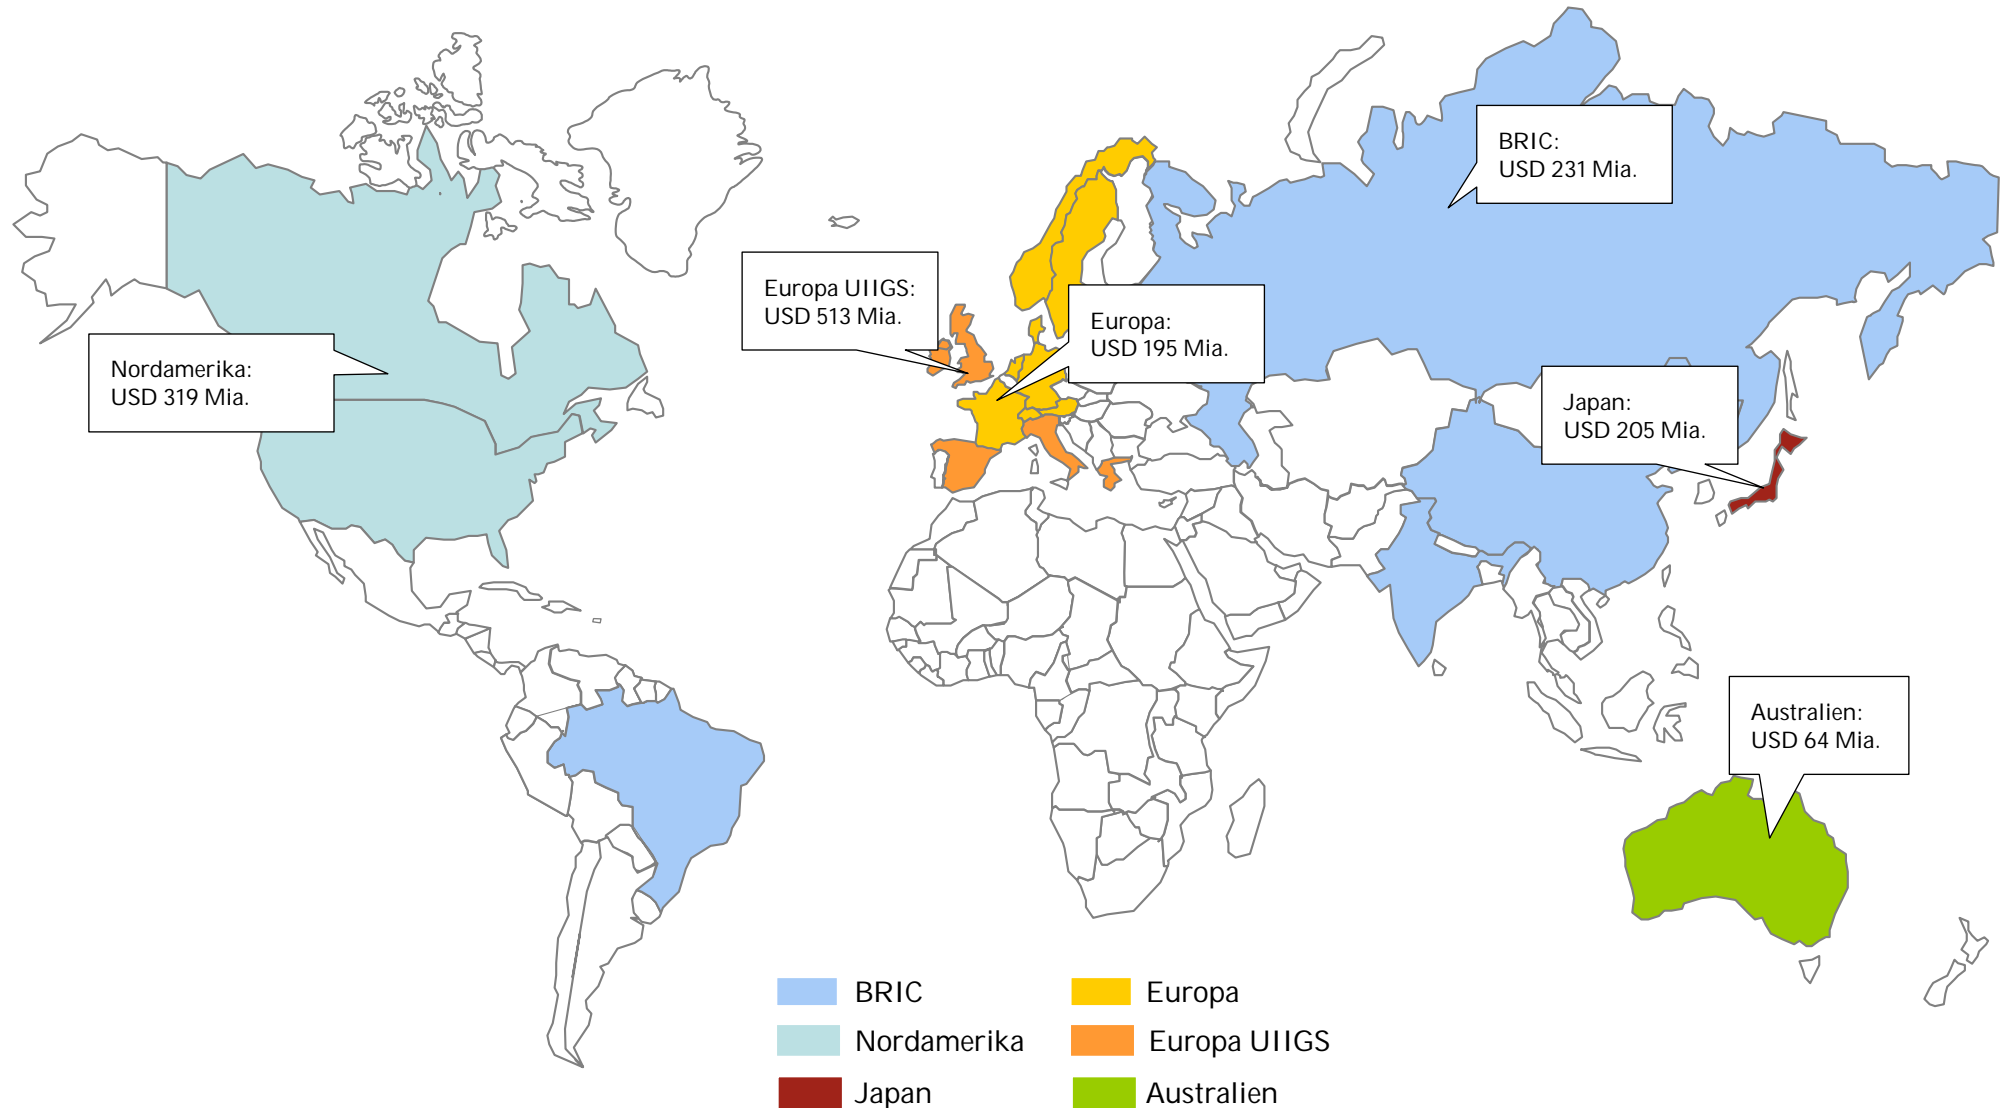 BRIC:
USD 231 Mia.
Europa UIIGS:
USD 513 Mia.
Europa:
USD 195 Mia.
Nordamerika:
USD 319 Mia.
Japan:
USD 205 Mia.
Australien:
USD 64 Mia.
BRIC
Europa
Nordamerika
Europa UIIGS
Japan
Australien